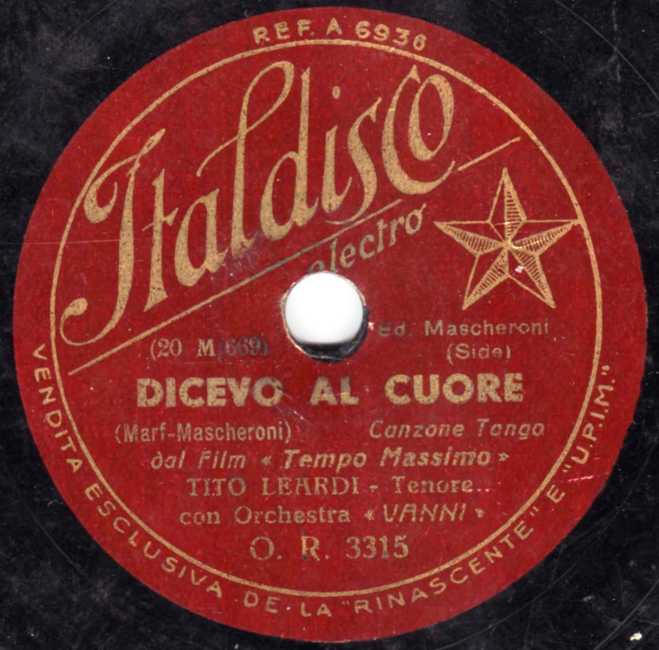 REF. A 6936
Italdisco
electro
(20 M 669)
Ed. Mascheroni
(Side)
DICEVO AL CUORE
(Marf-Mascheroni) Canzone Tango
dal Film « Tempo Massimo »
TITO LEARDI - Tenore
con Orchestra « VANNI »
O. R. 3315
VENDITA ESCLUSIVA DE LA "RINASCENTE" E "U.P.I.M."